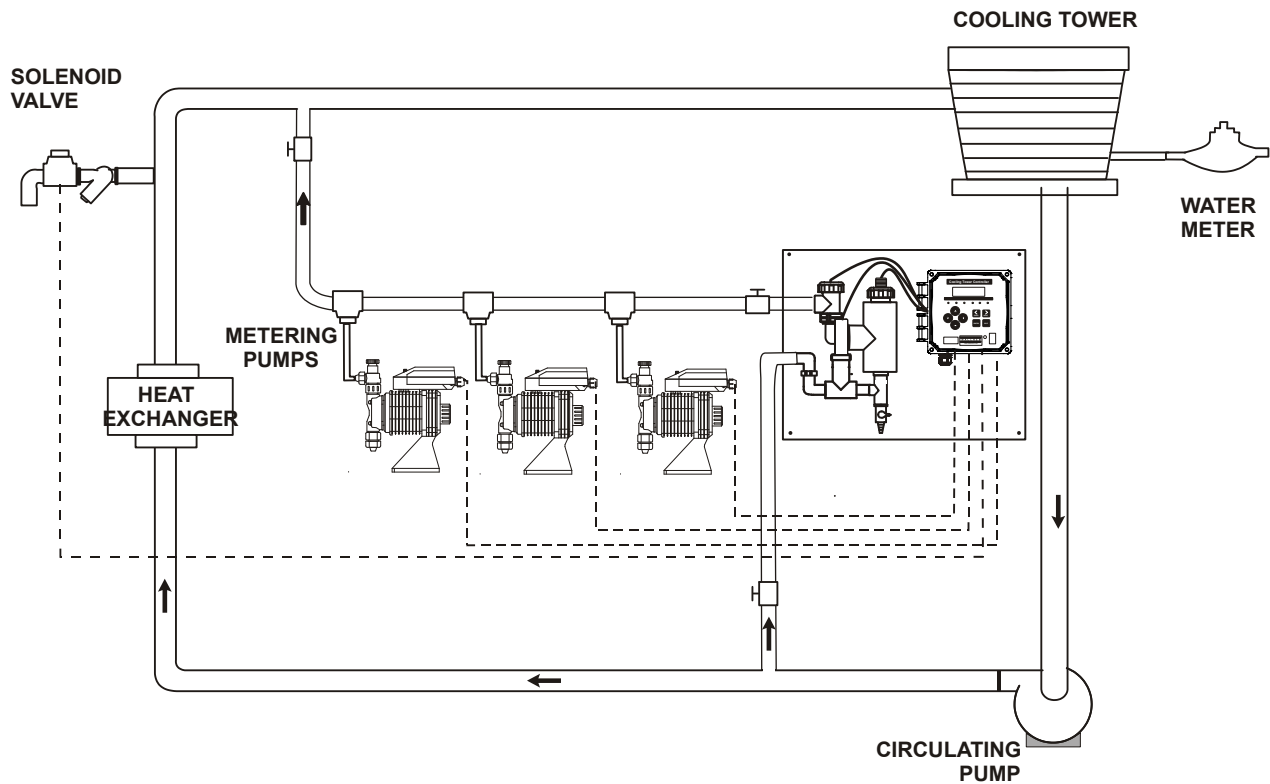 COOLING TOWER
SOLENOID
VALVE
WATER
METER
Cooling Tower Controller
METERING
PUMPS
HEAT
EXCHANGER
CIRCULATING
PUMP